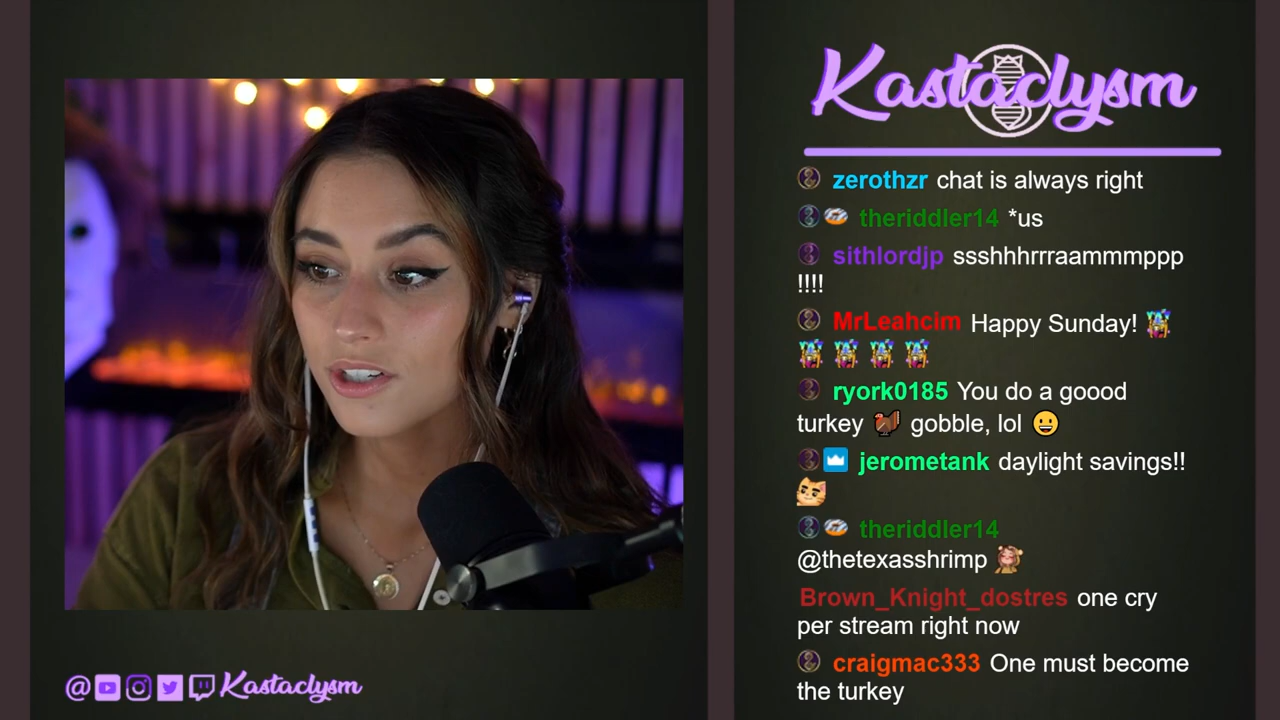 Kastaclysm
zerothzr chat is always right
theriddler14 *us
sithlordjp ssshhhrrraammmppp
!!!!
MrLeahcim Happy Sunday!
ryork0185 You do a goood
turkey gobble, lol
jerometank daylight savings!!
theriddler14
@thetexasshrimp
Brown_Knight_dostres one cry
per stream right now
craigmac333 One must become
the turkey
@ Kastaclysm